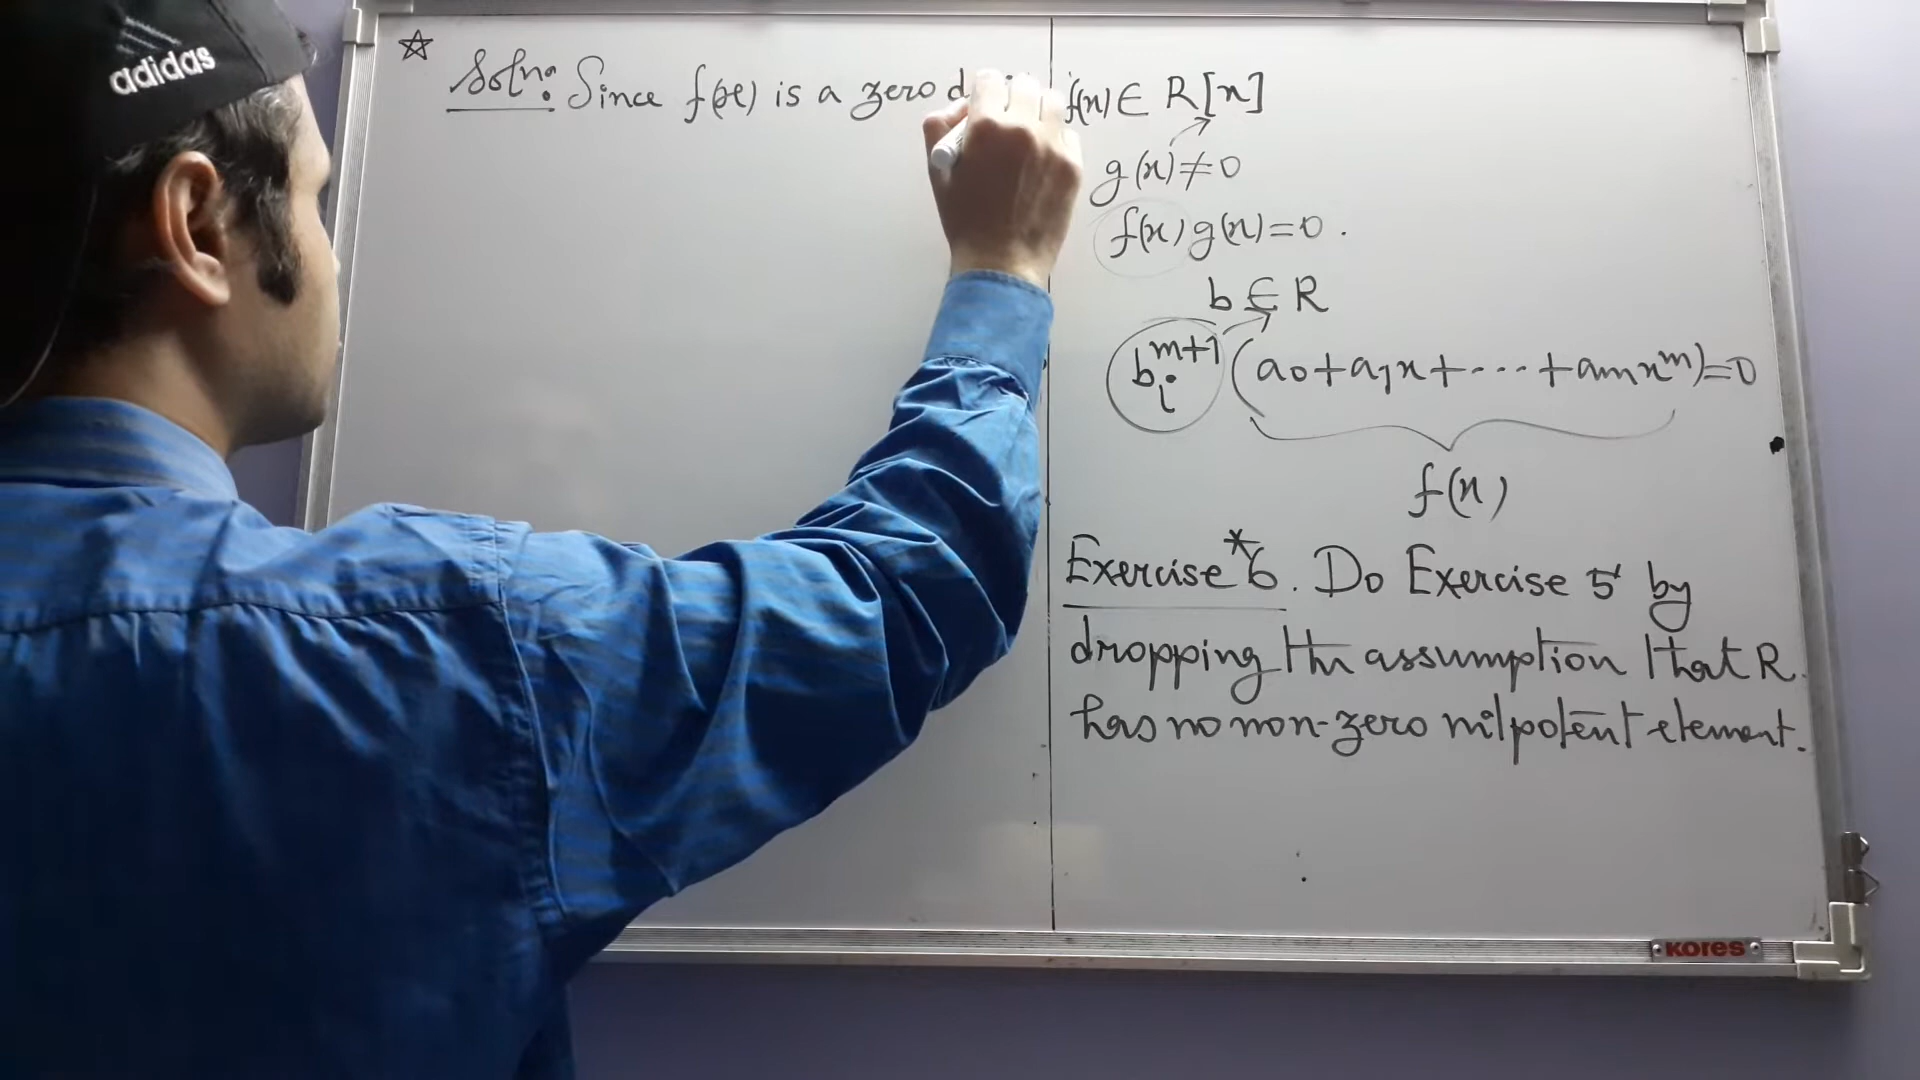 adidas
Soln: Since f(x) is a zero
f(x) ∈ R[x]
g(x) ≠ 0
f(x) g(x) = 0.
b ∈ R
b_i^{m+1} (a0 + a1x + ... + amx^m) = 0
f(x)
Exercise *6. Do Exercise 5 by
dropping the assumption that R
has no non-zero nilpotent element.
KORES